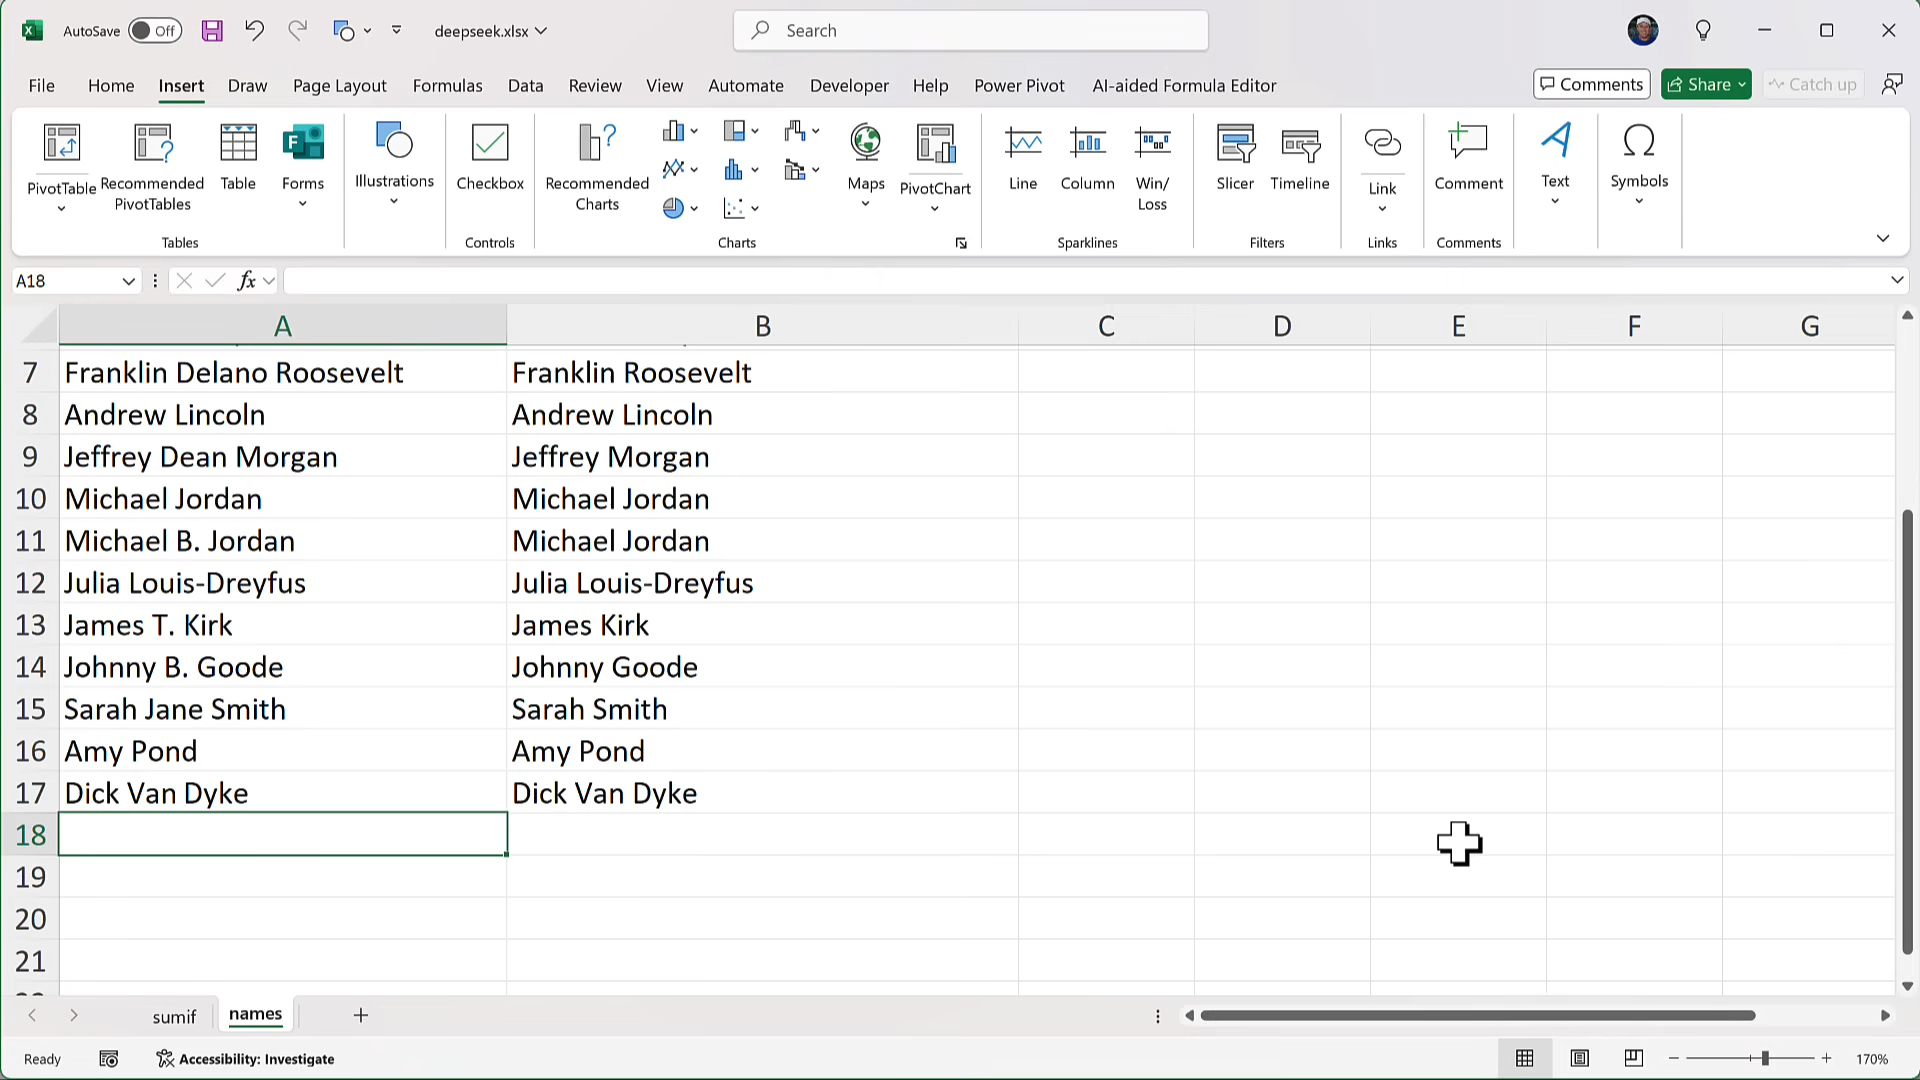 AutoSave Off deepseek.xlsx Search
File Home Insert Draw Page Layout Formulas Data Review View Automate Developer Help Power Pivot AI-aided Formula Editor Comments Share Catch up
PivotTable Recommended PivotTables Table Forms Illustrations Checkbox Recommended Charts Maps PivotChart Line Column Win/Loss Slicer Timeline Link Comment Text Symbols
Tables Controls Charts Sparklines Filters Links Comments
A18 fx
A B C D E F G
7 Franklin Delano Roosevelt Franklin Roosevelt
8 Andrew Lincoln Andrew Lincoln
9 Jeffrey Dean Morgan Jeffrey Morgan
10 Michael Jordan Michael Jordan
11 Michael B. Jordan Michael Jordan
12 Julia Louis-Dreyfus Julia Louis-Dreyfus
13 James T. Kirk James Kirk
14 Johnny B. Goode Johnny Goode
15 Sarah Jane Smith Sarah Smith
16 Amy Pond Amy Pond
17 Dick Van Dyke Dick Van Dyke
18
19
20
21
sumif names
Ready Accessibility: Investigate 170%